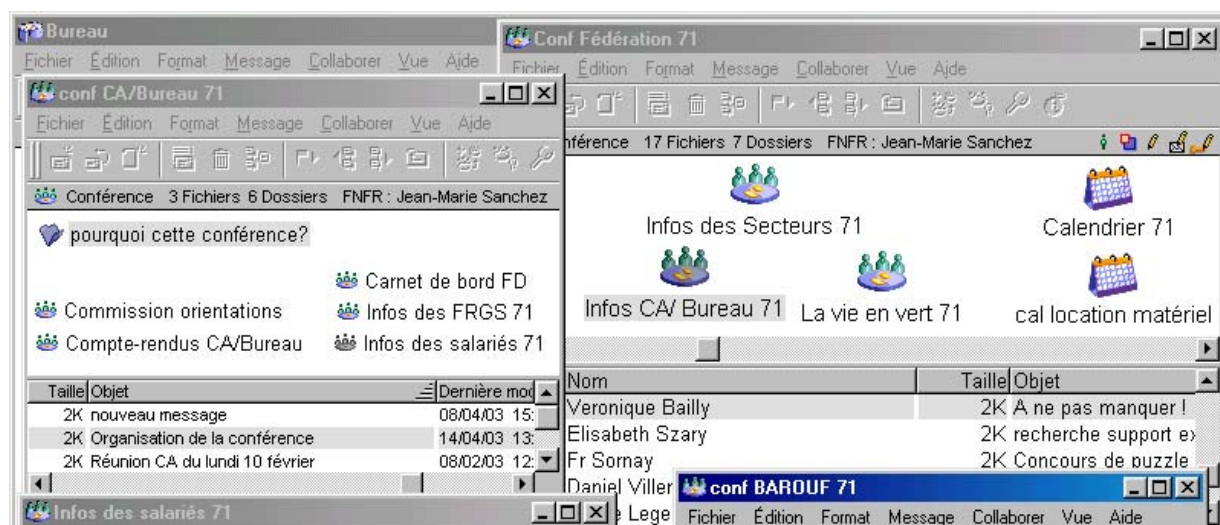 Bureau
Fichier Édition Format Message Collaborer Vue Aide
conf CA/Bureau 71
Fichier Édition Format Message Collaborer Vue Aide
Conférence 3 Fichiers 6 Dossiers FNFR : Jean-Marie Sanchez
pourquoi cette conférence?
Carnet de bord FD
Commission orientations
Infos des FRGS 71
Compte-rendus CA/Bureau
Infos des salariés 71
Taille Objet Dernière mod
2K nouveau message 08/04/03 15:
2K Organisation de la conférence 14/04/03 13:
2K Réunion CA du lundi 10 février 08/02/03 12:
Infos des salariés 71
Conf Fédération 71
Fichier Édition Format Message Collaborer Vue Aide
nférence 17 Fichiers 7 Dossiers FNFR : Jean-Marie Sanchez
Infos des Secteurs 71
Calendrier 71
Infos CA/ Bureau 71
La vie en vert 71
cal location matériel
Nom Taille Objet
Veronique Bailly 2K A ne pas manquer !
Elisabeth Szary 2K recherche support ex
Fr Sornay 2K Concours de puzzle
Daniel Viller
e Lege
conf BAROUF 71
Fichier Édition Format Message Collaborer Vue Aide